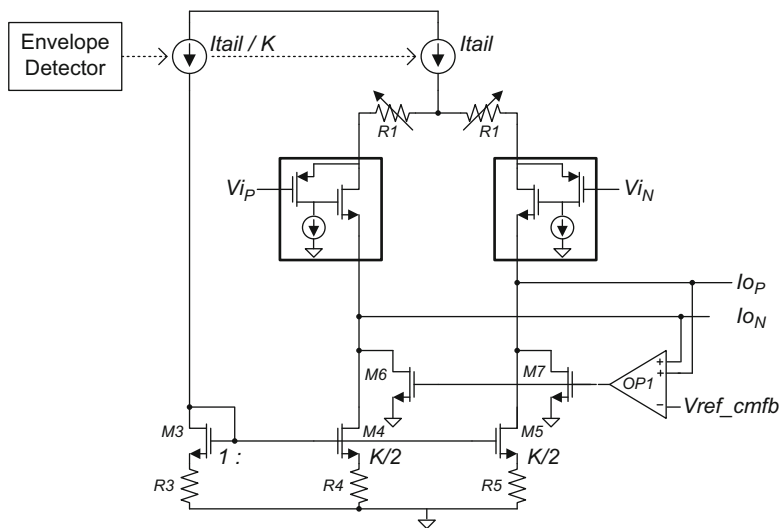 Envelope
Detector
Itail / K
Itail
R1
R1
ViP
ViN
IoP
IoN
M6
M7
OP1
+
+
−
Vref_cmfb
M3
M4
M5
1 :
K/2
K/2
R3
R4
R5